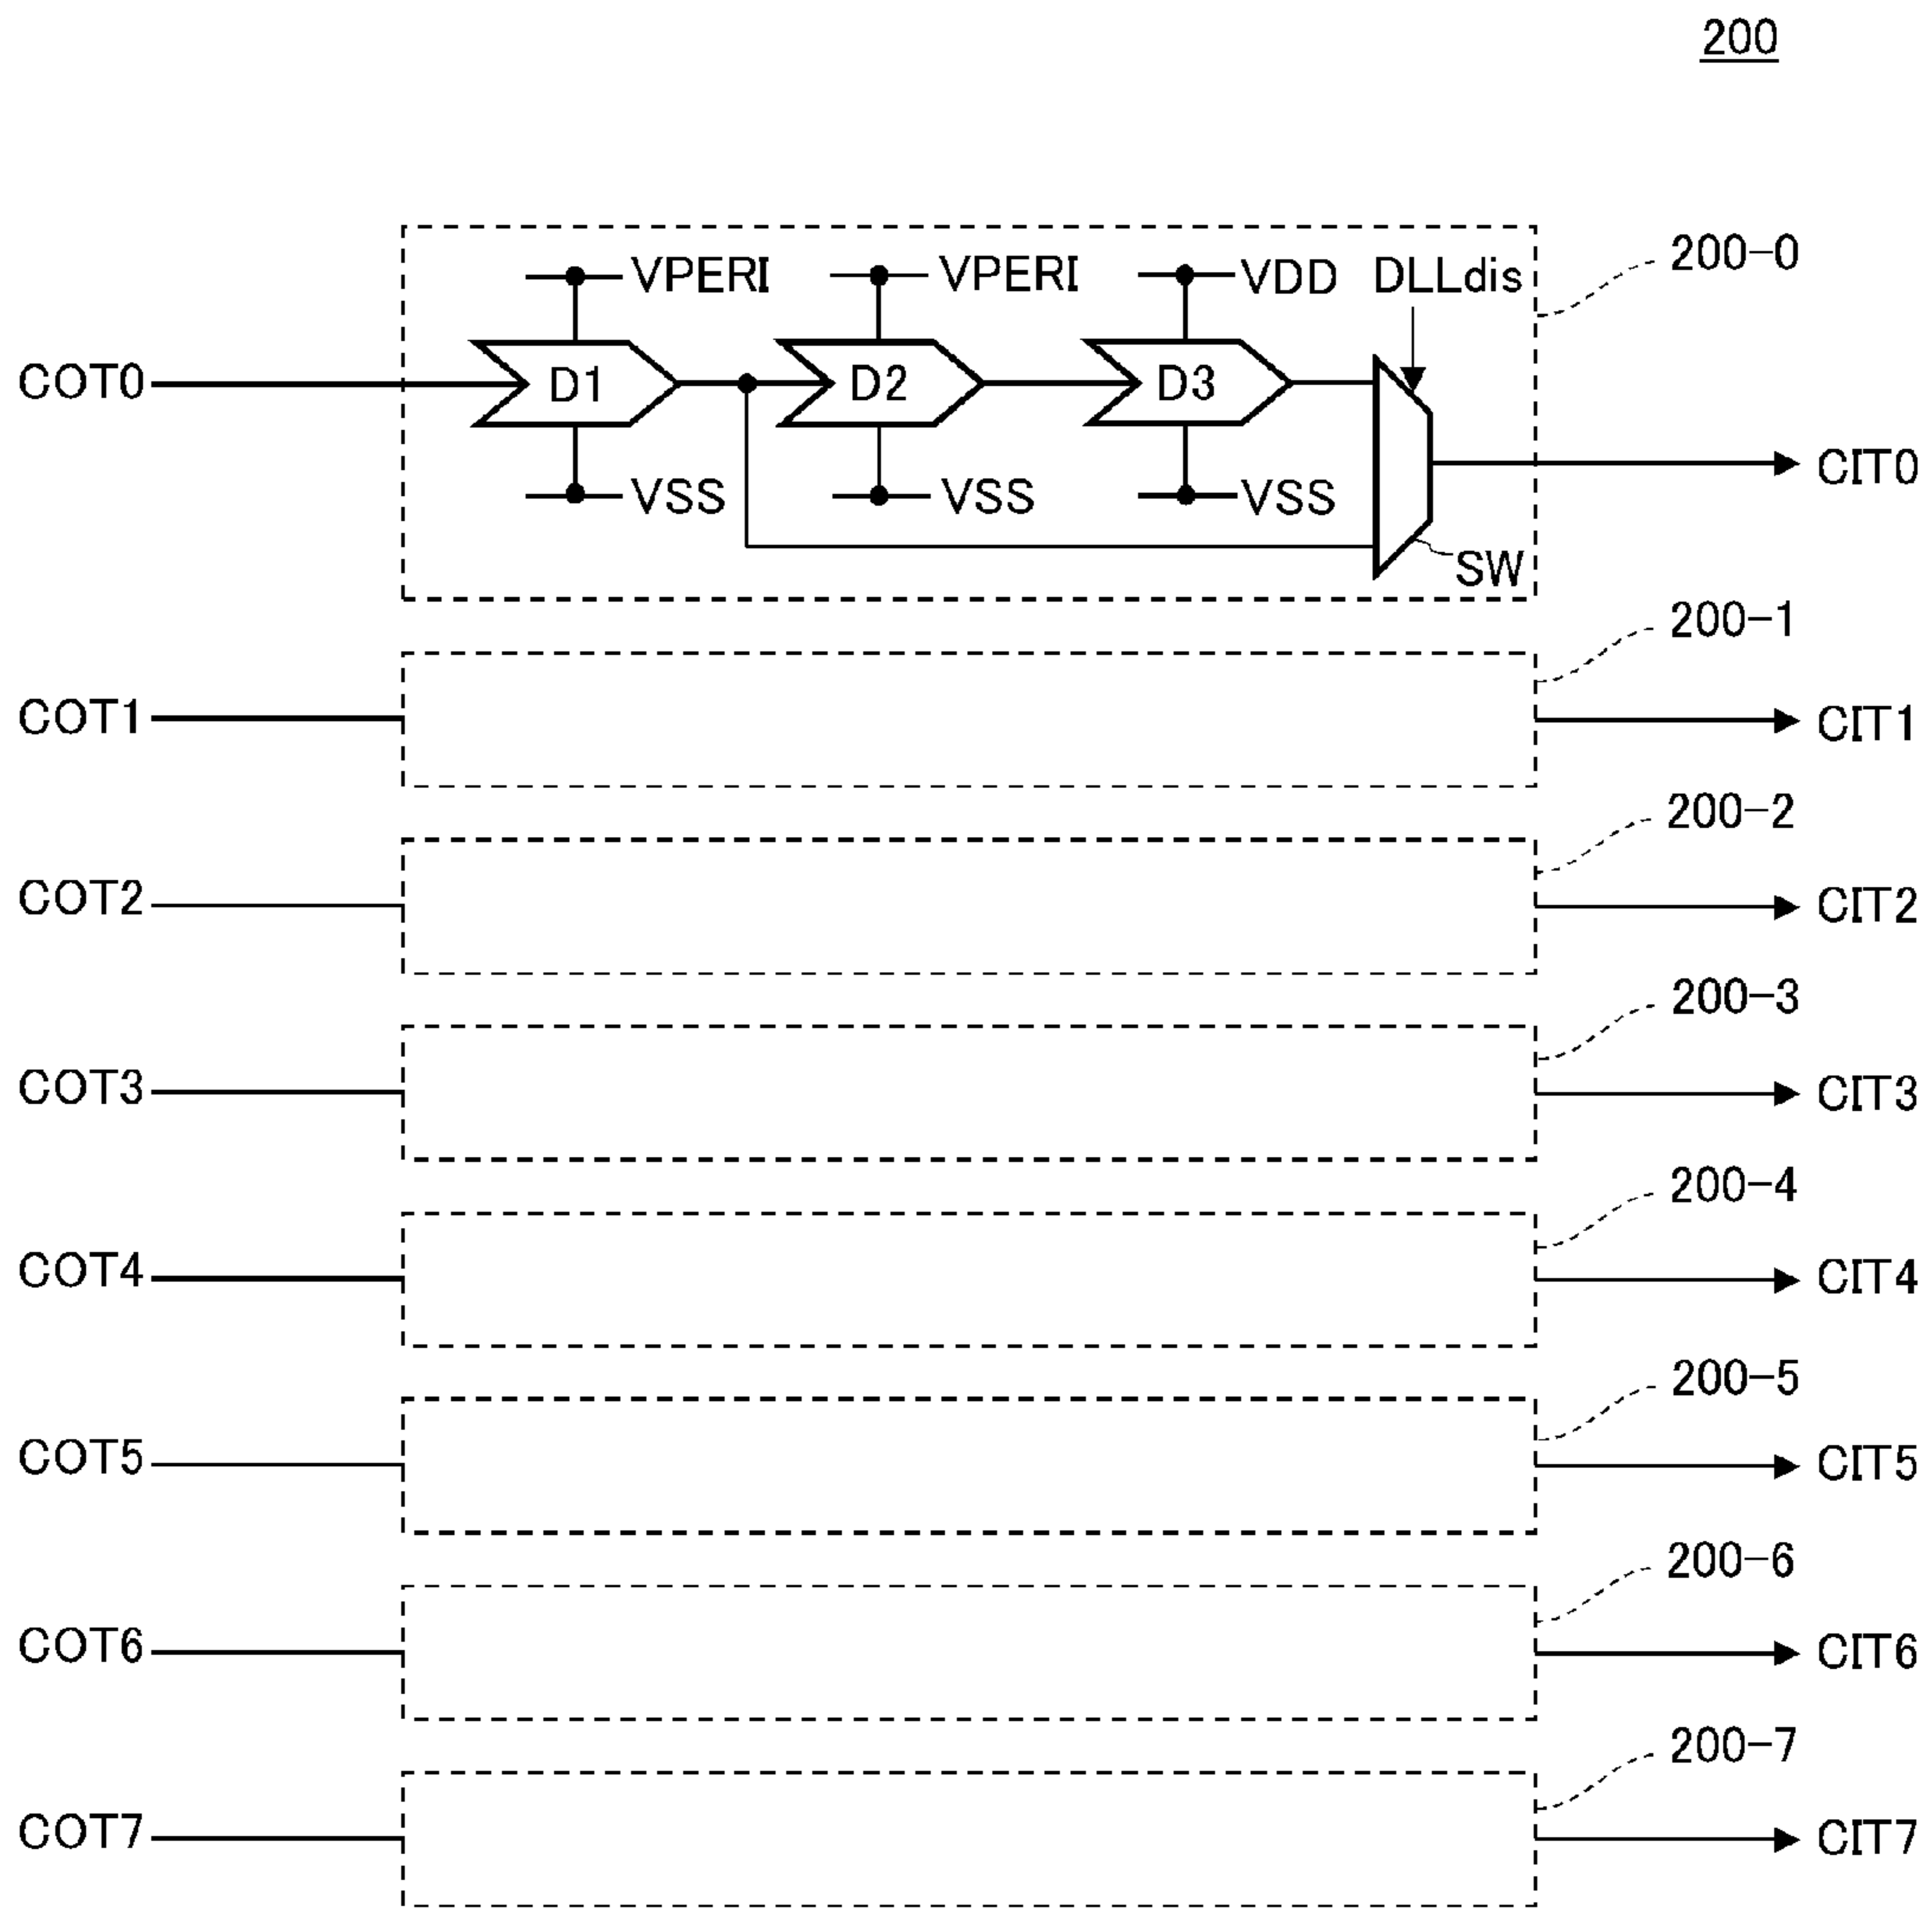 200
200-0
VPERI VPERI VDD DLLdis
COT0 D1 D2 D3
CIT0
VSS VSS VSS
SW
200-1
COT1 CIT1
200-2
COT2 CIT2
200-3
COT3 CIT3
200-4
COT4 CIT4
200-5
COT5 CIT5
200-6
COT6 CIT6
200-7
COT7 CIT7